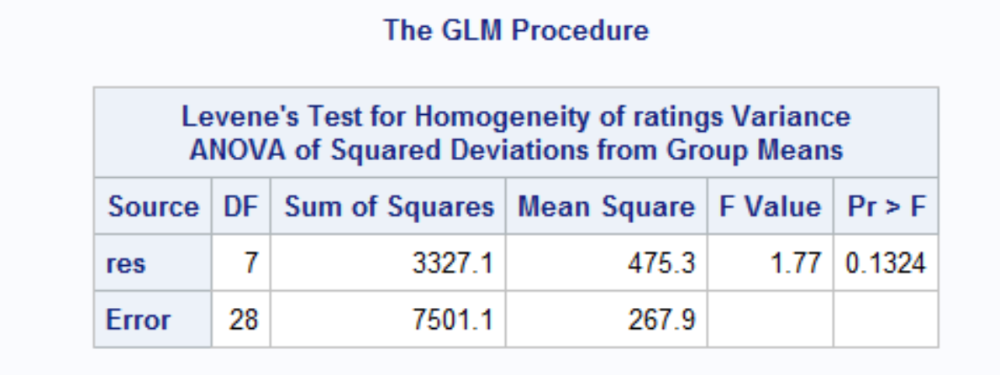 The GLM Procedure
Levene's Test for Homogeneity of ratings Variance
ANOVA of Squared Deviations from Group Means
Source DF Sum of Squares Mean Square F Value Pr > F
res 7 3327.1 475.3 1.77 0.1324
Error 28 7501.1 267.9